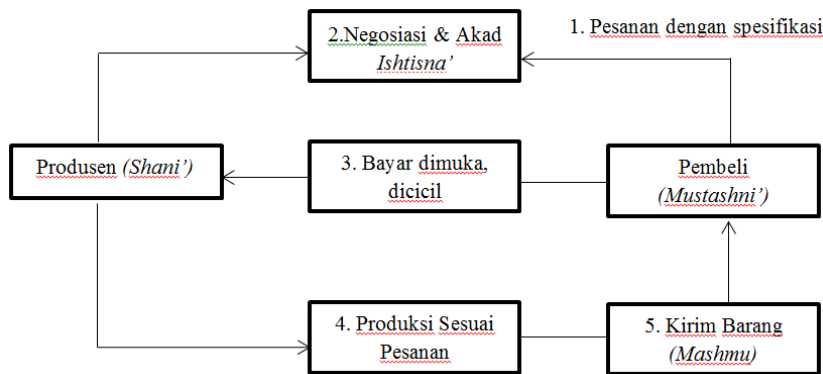 2.Negosiasi & Akad
Ishtisna’
1. Pesanan dengan spesifikasi
Produsen (Shani’)
3. Bayar dimuka,
dicicil
Pembeli
(Mustashni’)
4. Produksi Sesuai
Pesanan
5. Kirim Barang
(Mashmu)